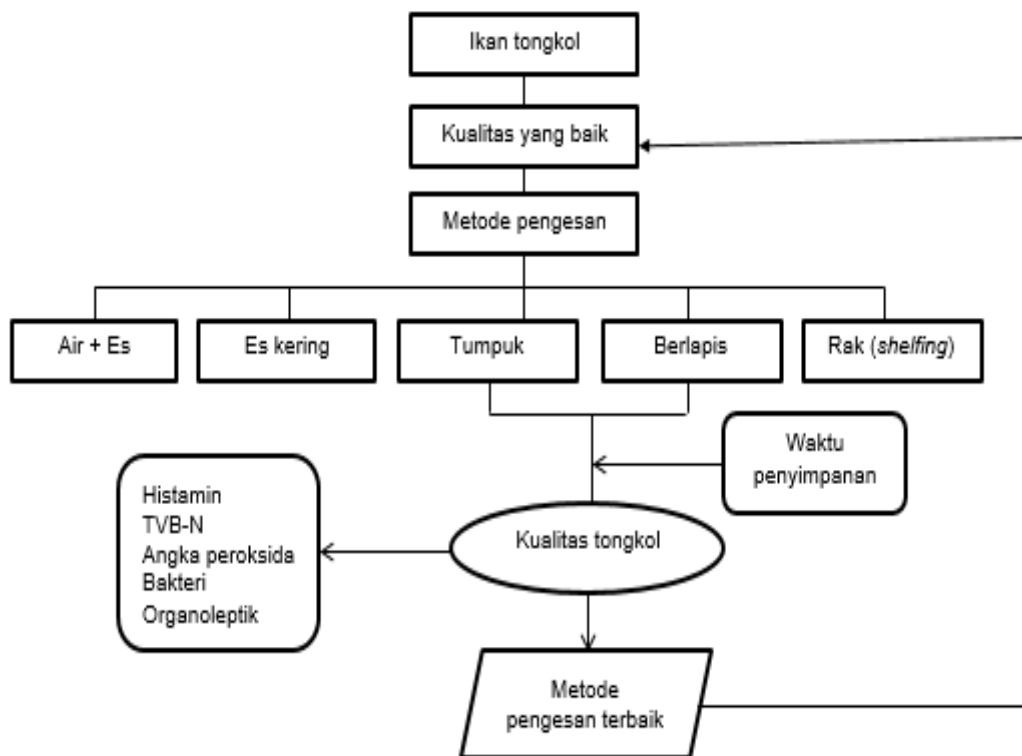 Ikan tongkol
Kualitas yang baik
Metode pengesan
Air + Es
Es kering
Tumpuk
Berlapis
Rak (shelfing)
Waktu
penyimpanan
Histamin
TVB-N
Angka peroksida
Bakteri
Organoleptik
Kualitas tongkol
Metode
pengesan terbaik